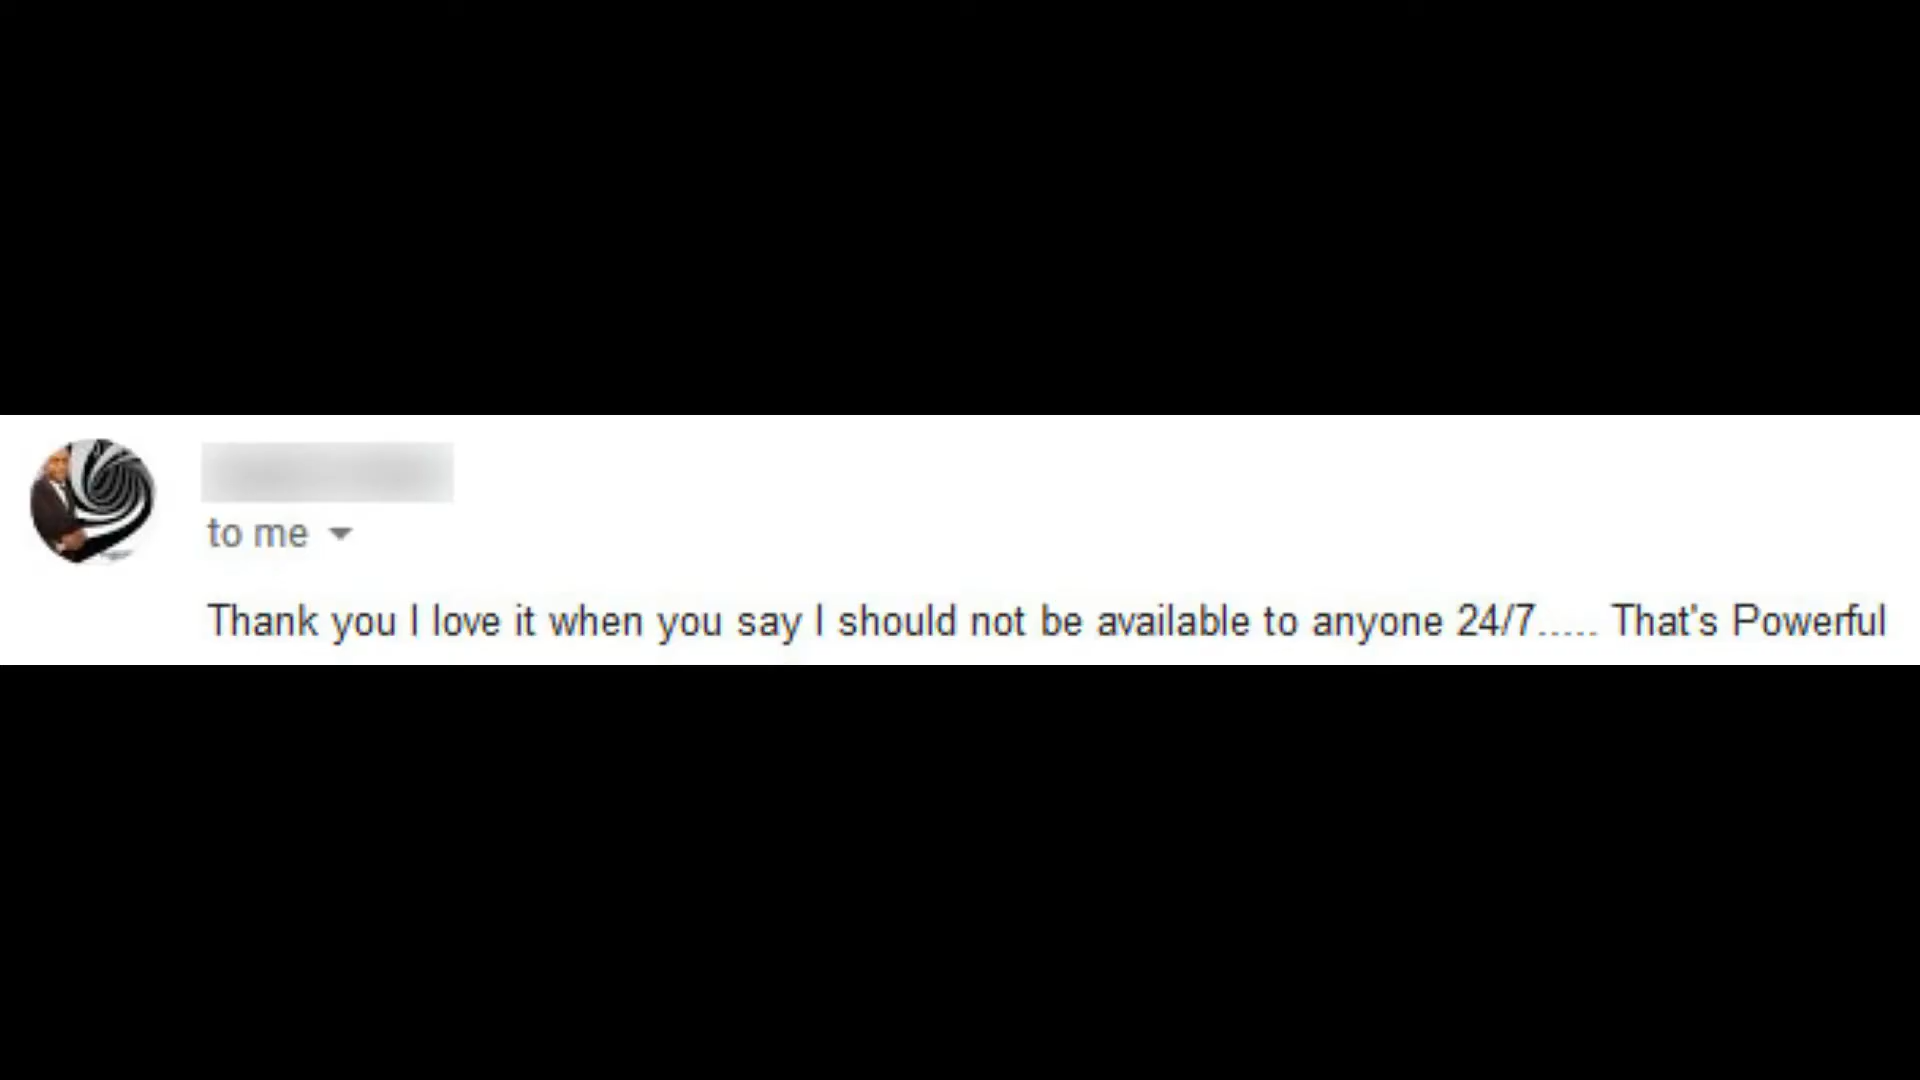 to me
Thank you I love it when you say I should not be available to anyone 24/7..... That's Powerful